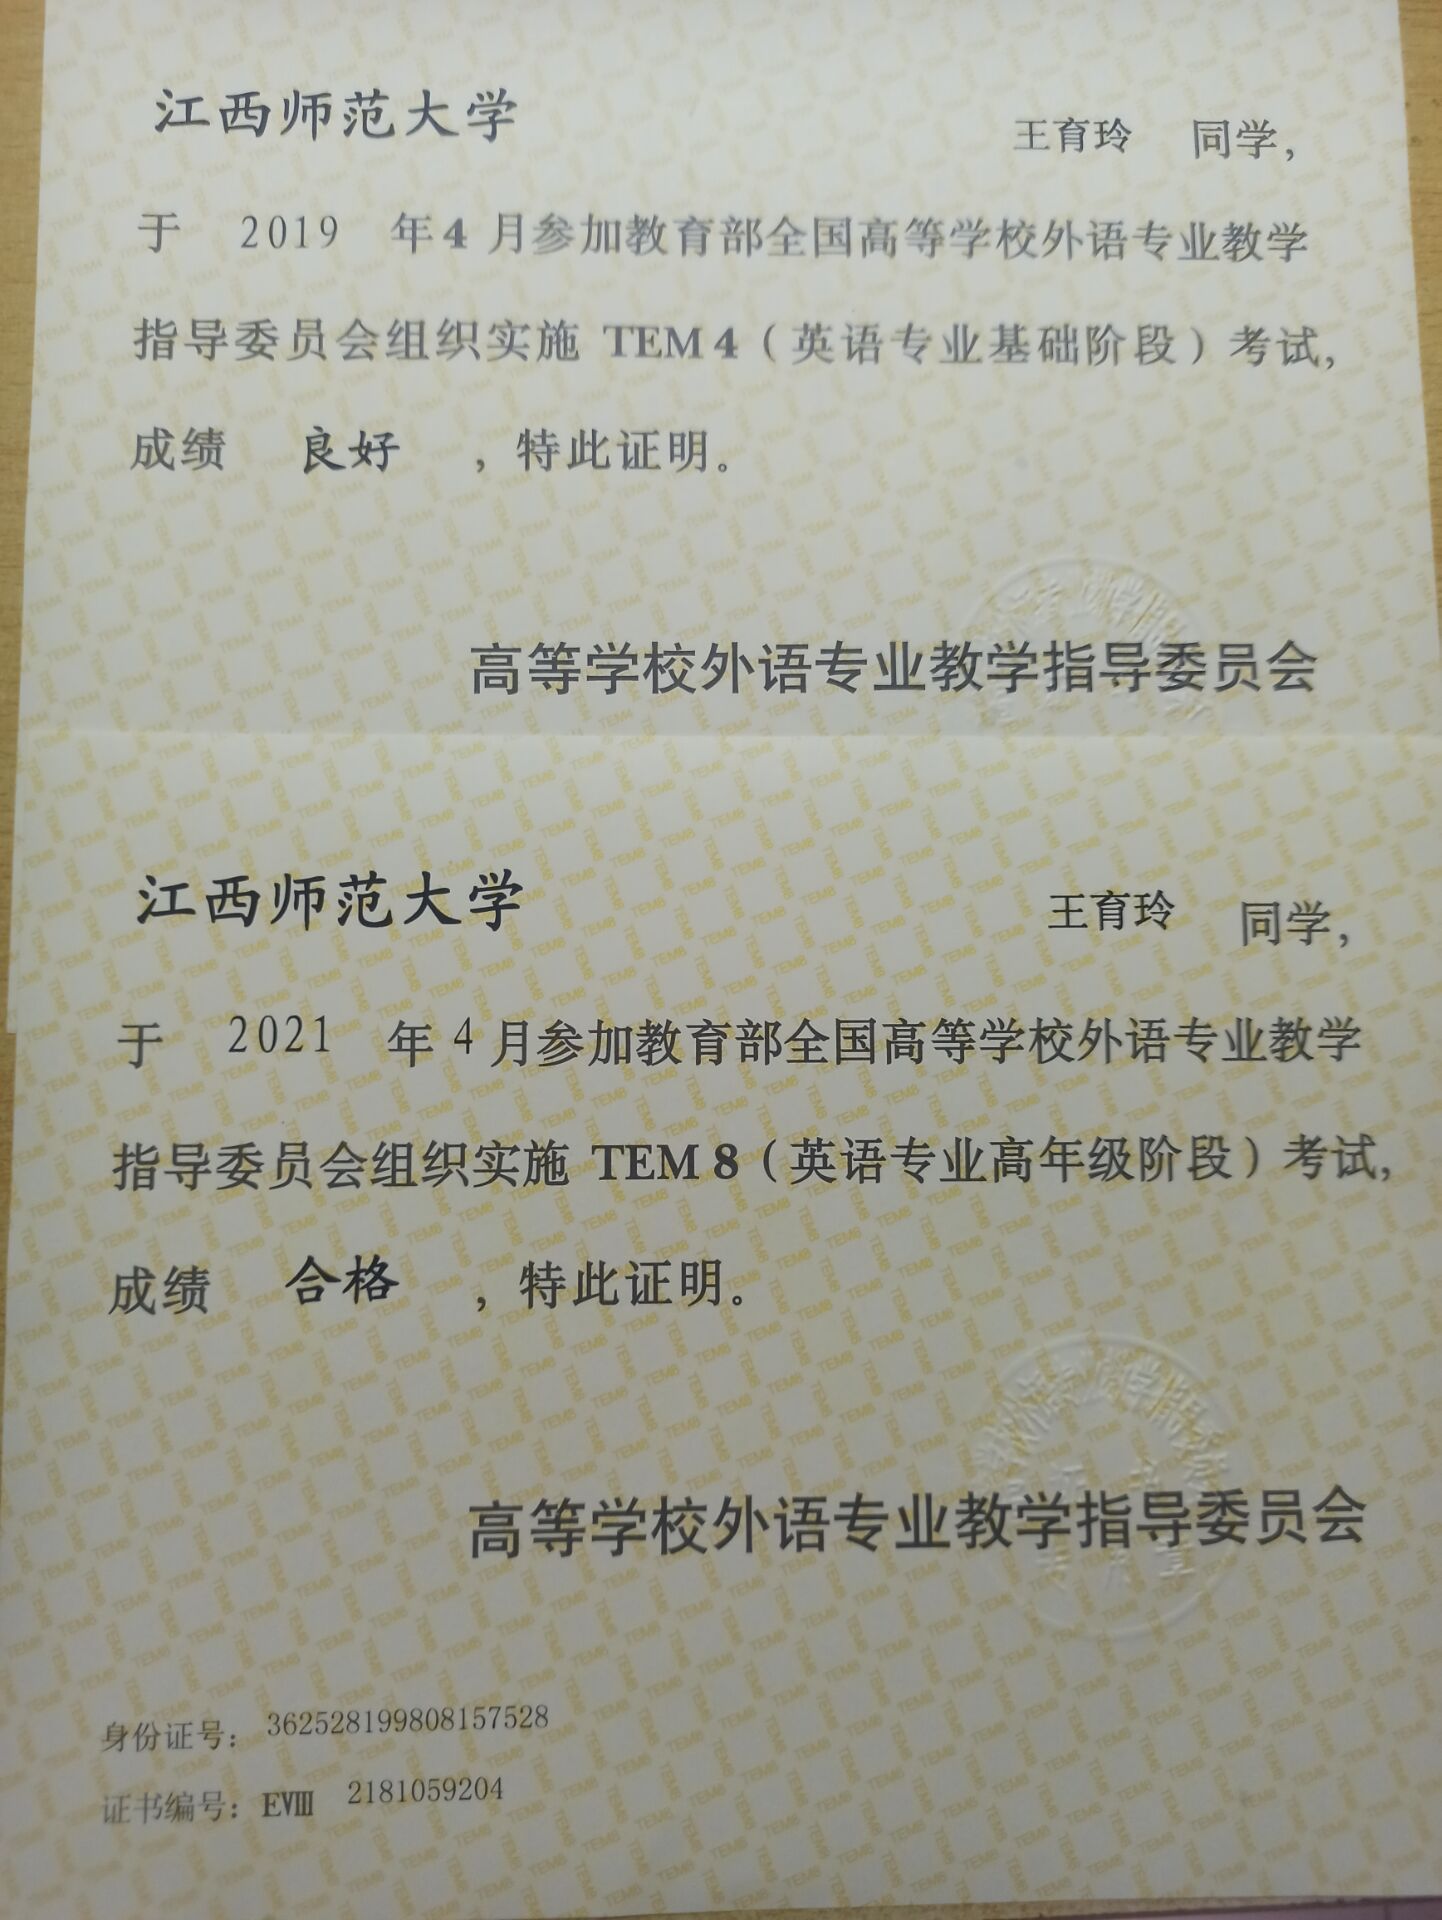 江西师范大学 王育玲 同学，
于 2019 年4月参加教育部全国高等学校外语专业教学
指导委员会组织实施 TEM4（英语专业基础阶段）考试，
成绩 良好 ，特此证明。
高等学校外语专业教学指导委员会
江西师范大学 王育玲 同学，
于 2021 年4月参加教育部全国高等学校外语专业教学
指导委员会组织实施 TEM8（英语专业高年级阶段）考试，
成绩 合格 ，特此证明。
高等学校外语专业教学指导委员会
身份证号：362528199808157528
证书编号：EⅧ 2181059204